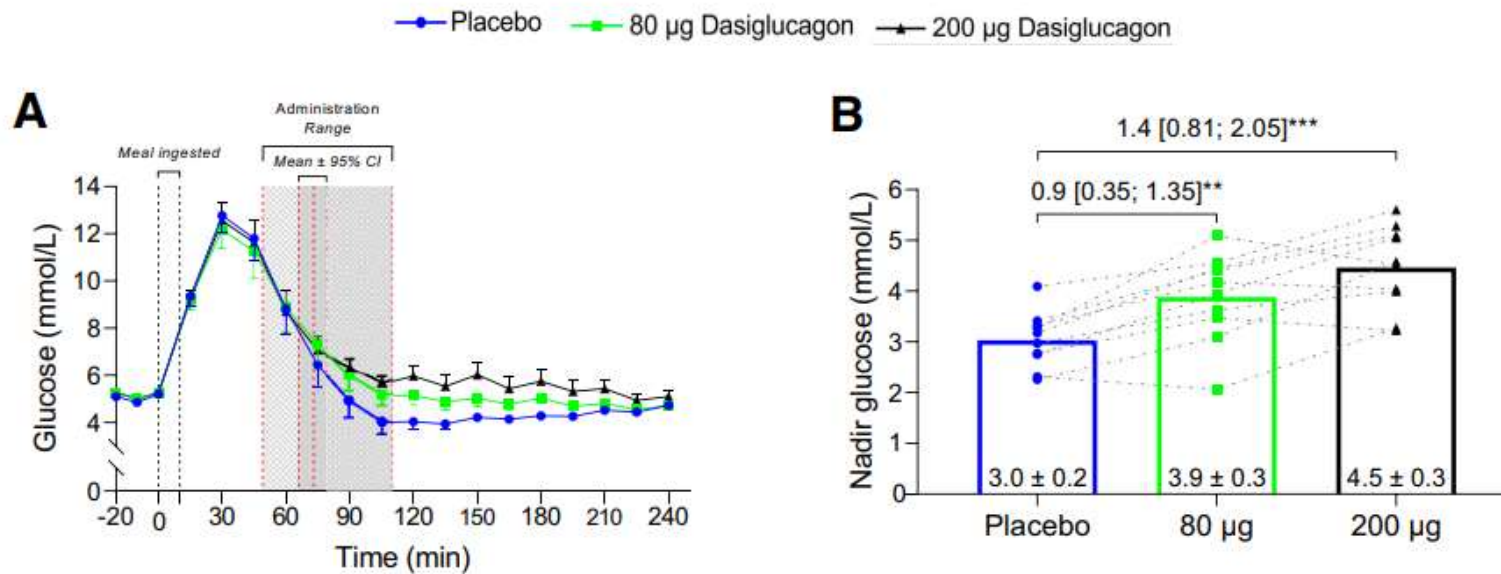 Placebo 80 µg Dasiglucagon 200 µg Dasiglucagon
A
Meal ingested
Administration
Range
Mean ± 95% CI
Glucose (mmol/L)
14
12
10
8
6
4
0
-20 0 30 60 90 120 150 180 210 240
Time (min)
B
1.4 [0.81; 2.05]***
0.9 [0.35; 1.35]**
Nadir glucose (mmol/L)
6
5
4
3
2
1
0
3.0 ± 0.2 3.9 ± 0.3 4.5 ± 0.3
Placebo 80 µg 200 µg